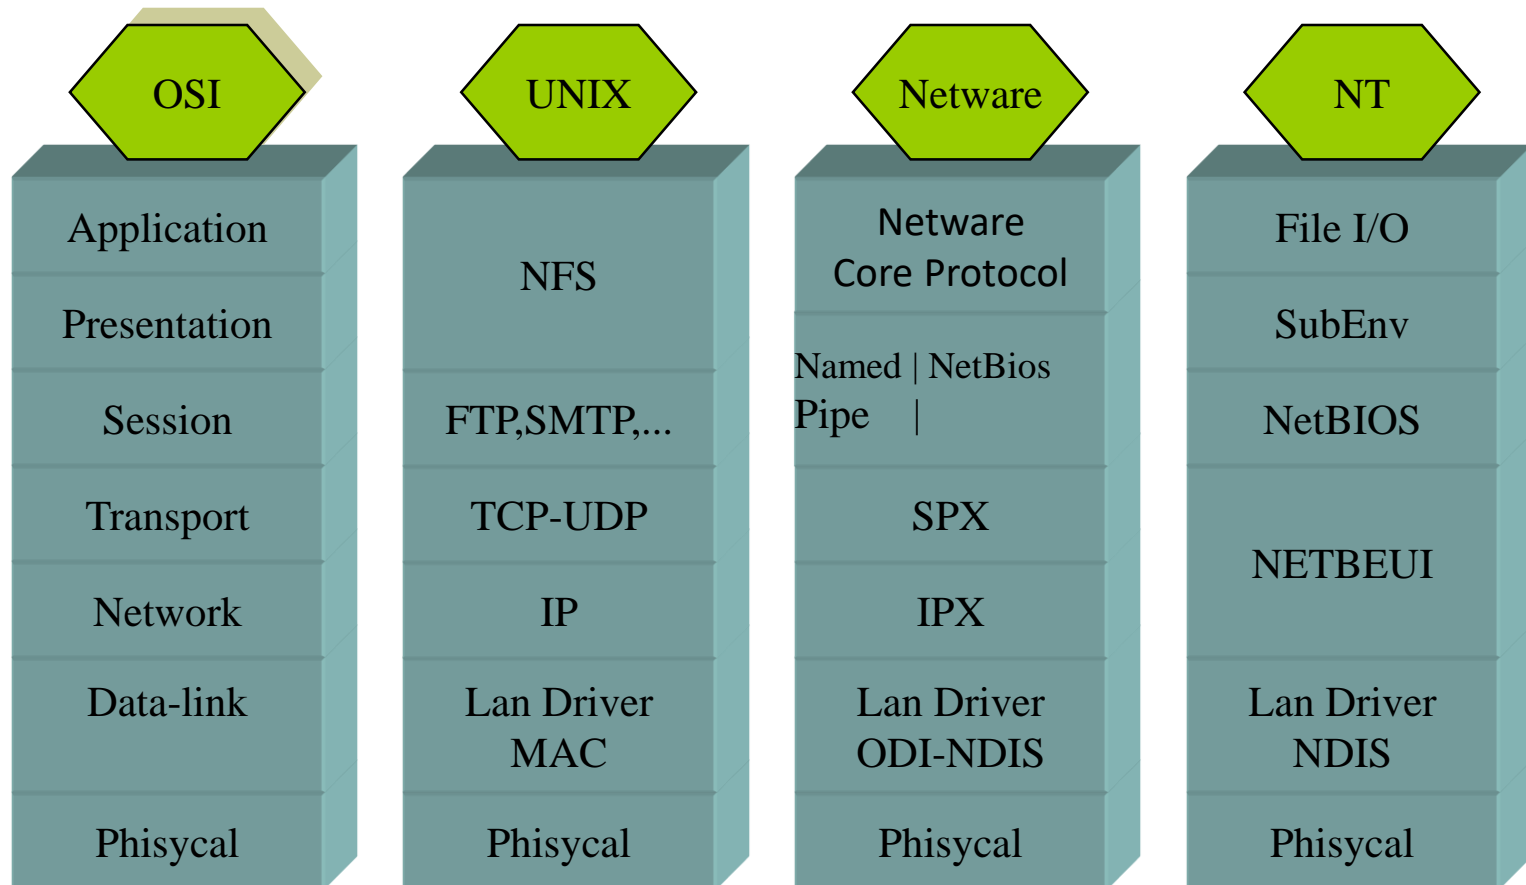 OSI
Application
Presentation
Session
Transport
Network
Data-link
Phisycal
UNIX
NFS
FTP,SMTP,...
TCP-UDP
IP
Lan Driver
MAC
Phisycal
Netware
Netware
Core Protocol
Named | NetBios
Pipe |
SPX
IPX
Lan Driver
ODI-NDIS
Phisycal
NT
File I/O
SubEnv
NetBIOS
NETBEUI
Lan Driver
NDIS
Phisycal